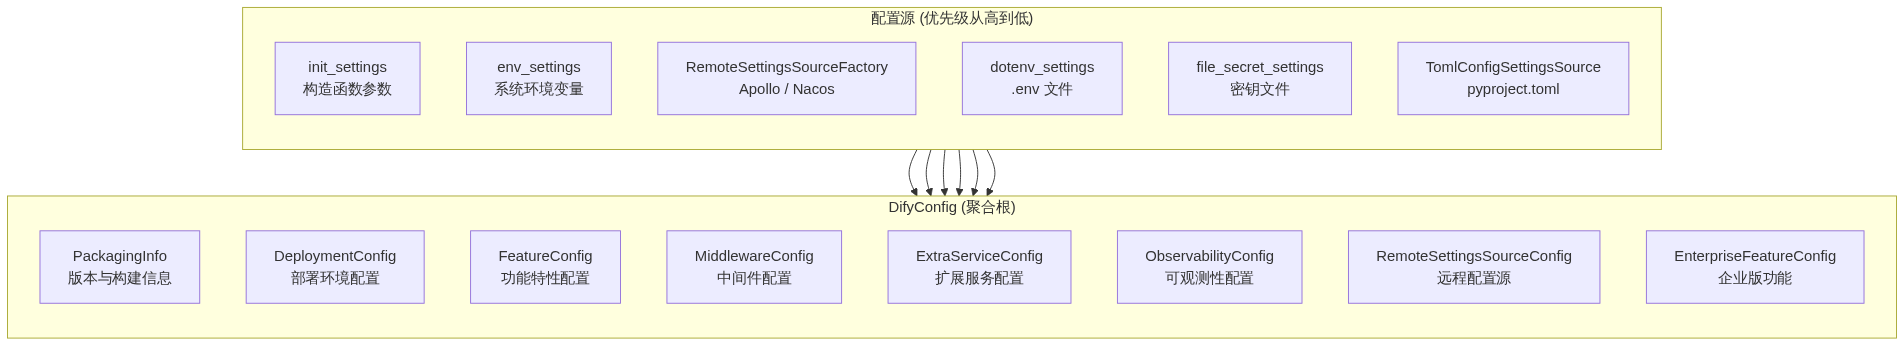 配置源 (优先级从高到低)
init_settings
构造函数参数
env_settings
系统环境变量
RemoteSettingsSourceFactory
Apollo / Nacos
dotenv_settings
.env 文件
file_secret_settings
密钥文件
TomlConfigSettingsSource
pyproject.toml
DifyConfig (聚合根)
PackagingInfo
版本与构建信息
DeploymentConfig
部署环境配置
FeatureConfig
功能特性配置
MiddlewareConfig
中间件配置
ExtraServiceConfig
扩展服务配置
ObservabilityConfig
可观测性配置
RemoteSettingsSourceConfig
远程配置源
EnterpriseFeatureConfig
企业版功能